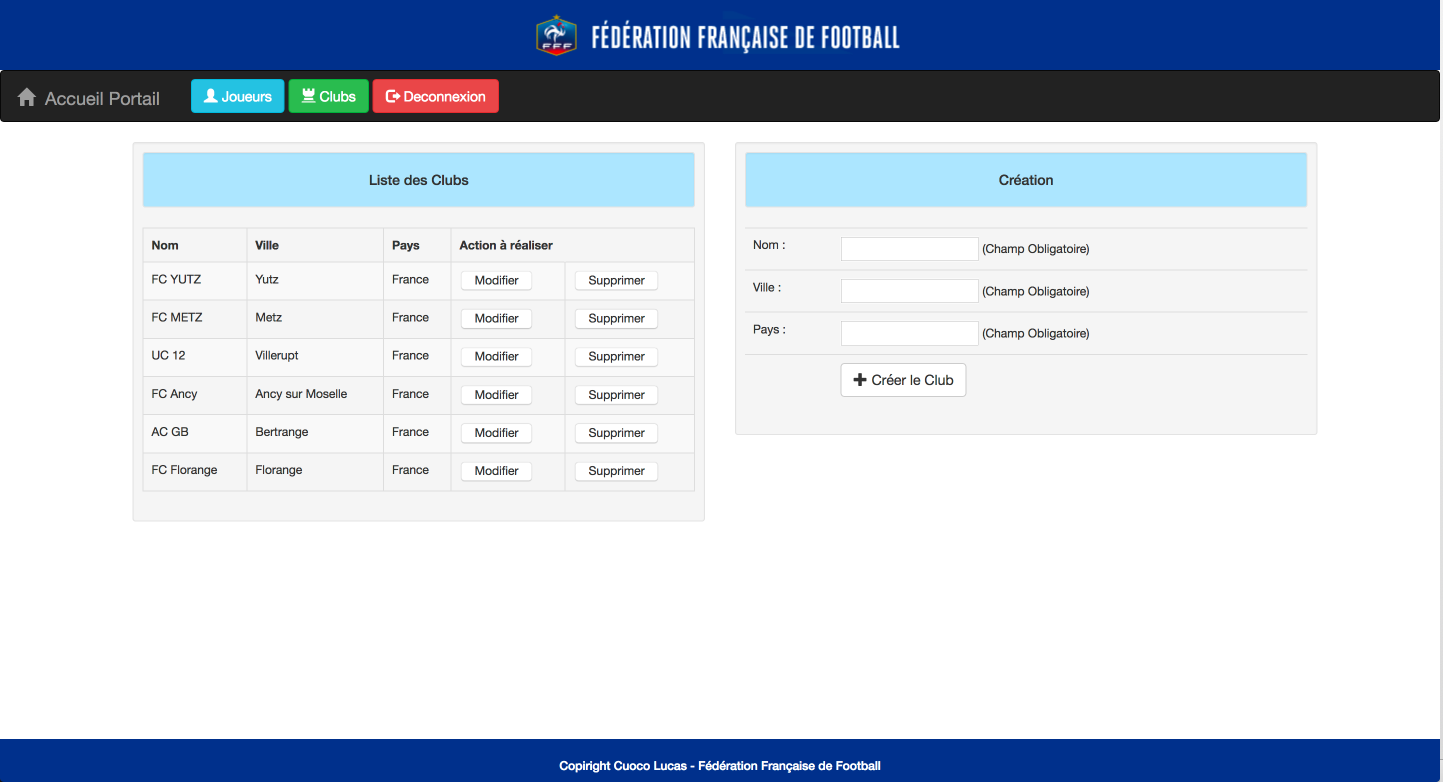 FFF FÉDÉRATION FRANÇAISE DE FOOTBALL
Accueil Portail Joueurs Clubs Deconnexion
Liste des Clubs
Nom Ville Pays Action à réaliser
FC YUTZ Yutz France Modifier Supprimer
FC METZ Metz France Modifier Supprimer
UC 12 Villerupt France Modifier Supprimer
FC Ancy Ancy sur Moselle France Modifier Supprimer
AC GB Bertrange France Modifier Supprimer
FC Florange Florange France Modifier Supprimer
Création
Nom : (Champ Obligatoire)
Ville : (Champ Obligatoire)
Pays : (Champ Obligatoire)
Créer le Club
Copiright Cuoco Lucas - Fédération Française de Football